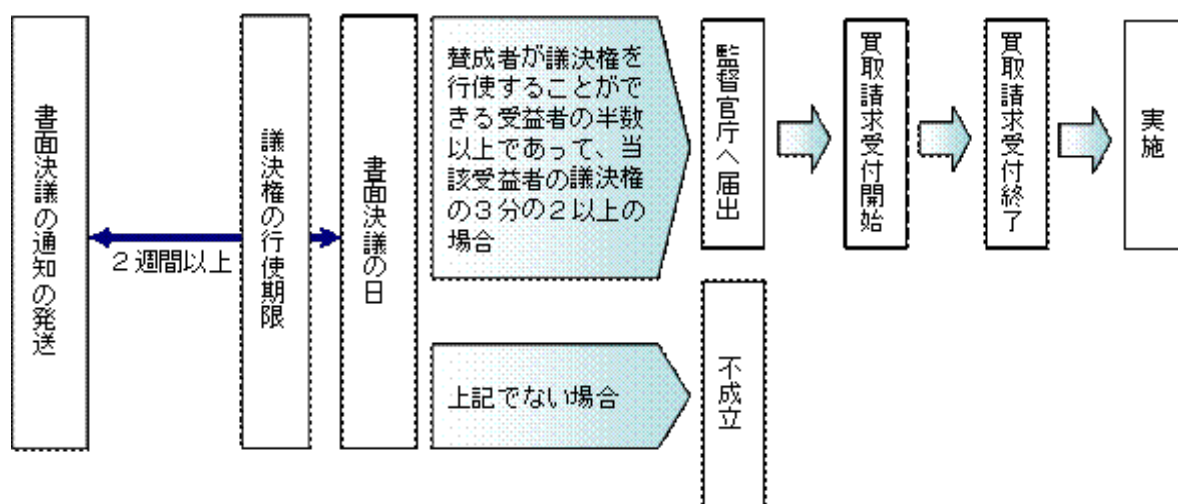 書面決議の通知の発送
2週間以上
議決権の行使期限
書面決議の日
賛成者が議決権を
行使することがで
きる受益者の半数
以上であって、当
該受益者の議決権
の3分の2以上の
場合
監督官庁へ届出
買取請求受付開始
買取請求受付終了
実施
上記でない場合
不成立